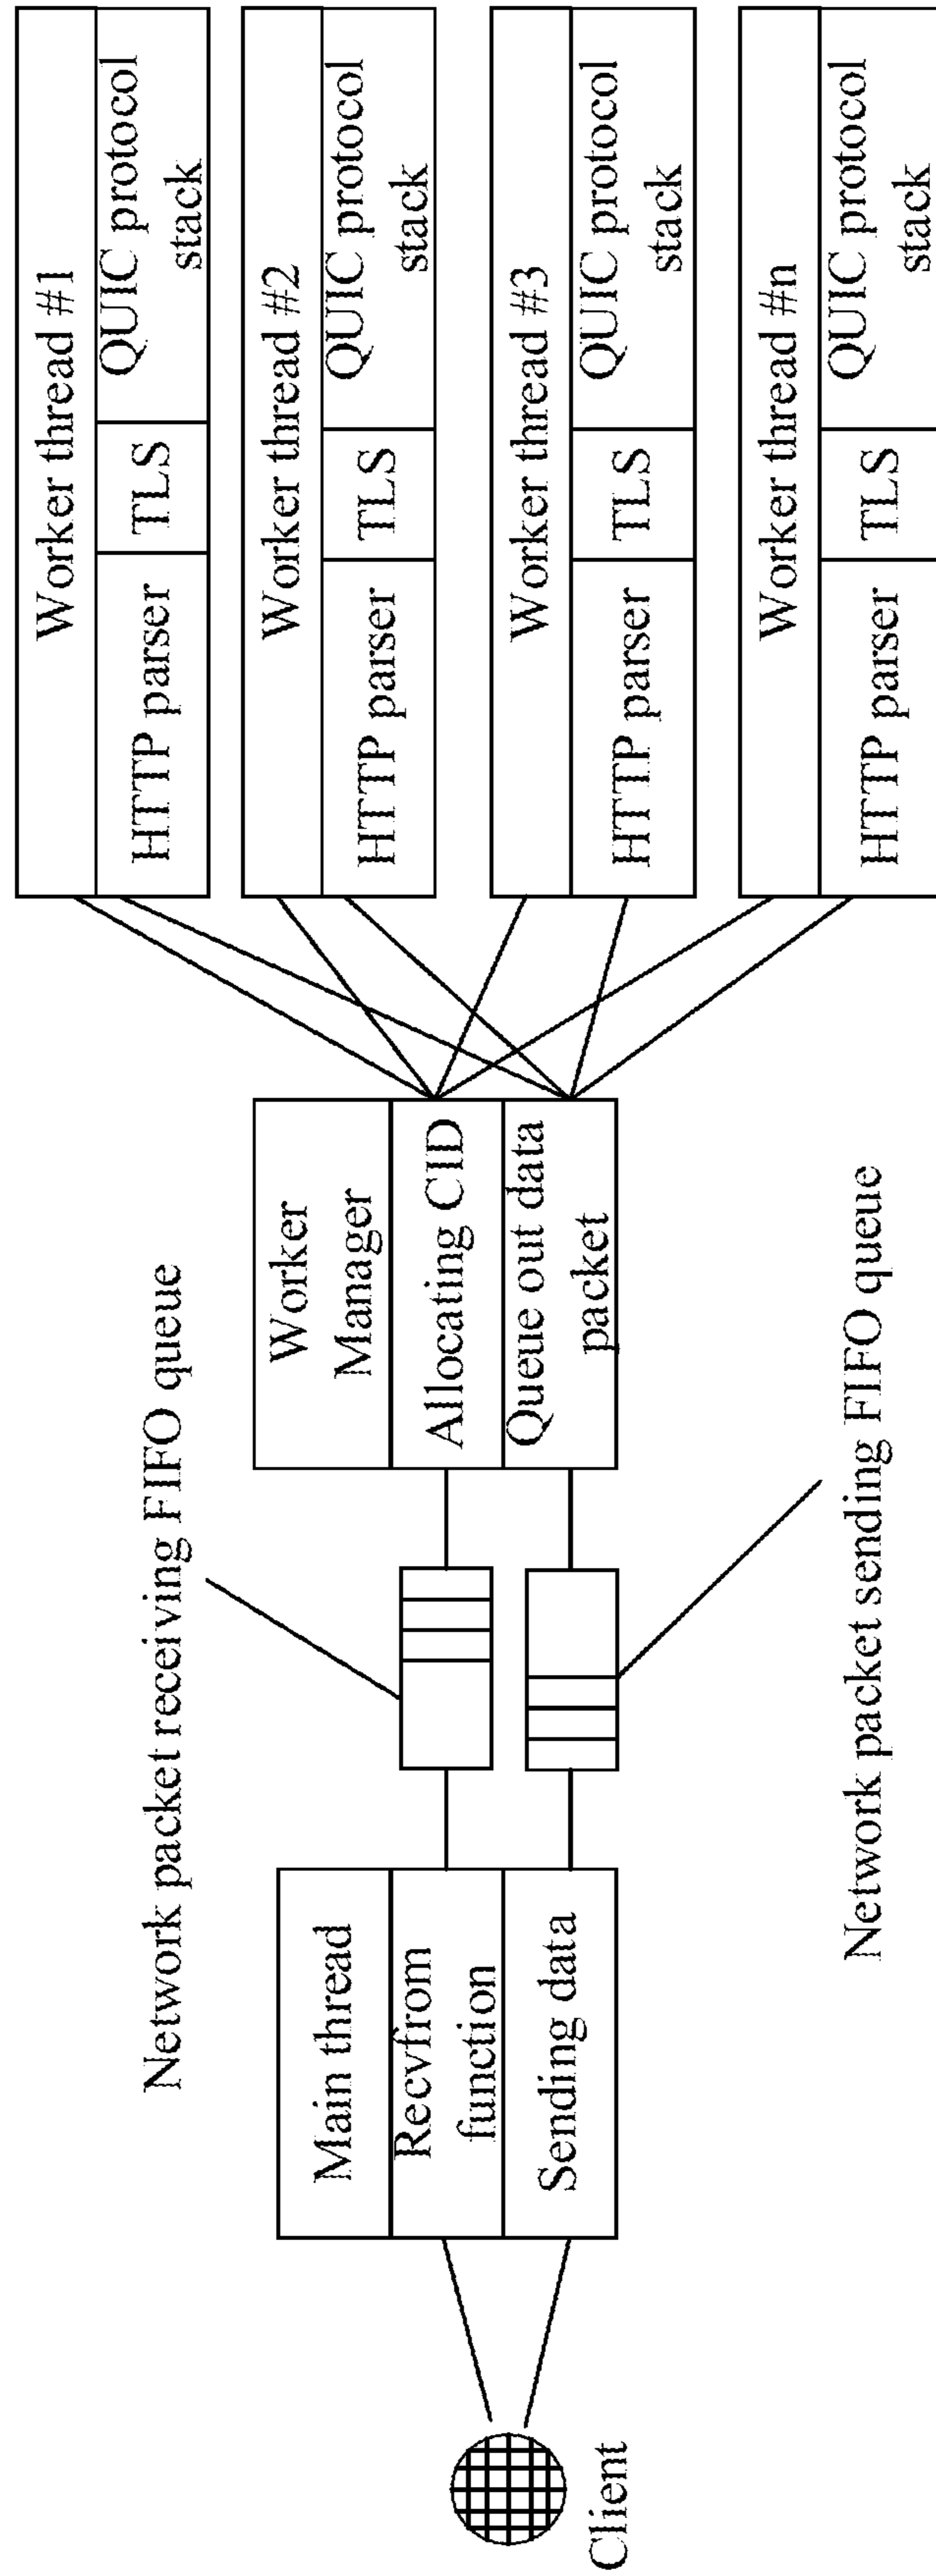 Client
Main thread
Recvfrom
function
Sending data
Network packet receiving FIFO queue
Network packet sending FIFO queue
Worker
Manager
Allocating CID
Queue out data
packet
Worker thread #1
HTTP parser
TLS
QUIC protocol
stack
Worker thread #2
HTTP parser
TLS
QUIC protocol
stack
Worker thread #3
HTTP parser
TLS
QUIC protocol
stack
Worker thread #n
HTTP parser
TLS
QUIC protocol
stack